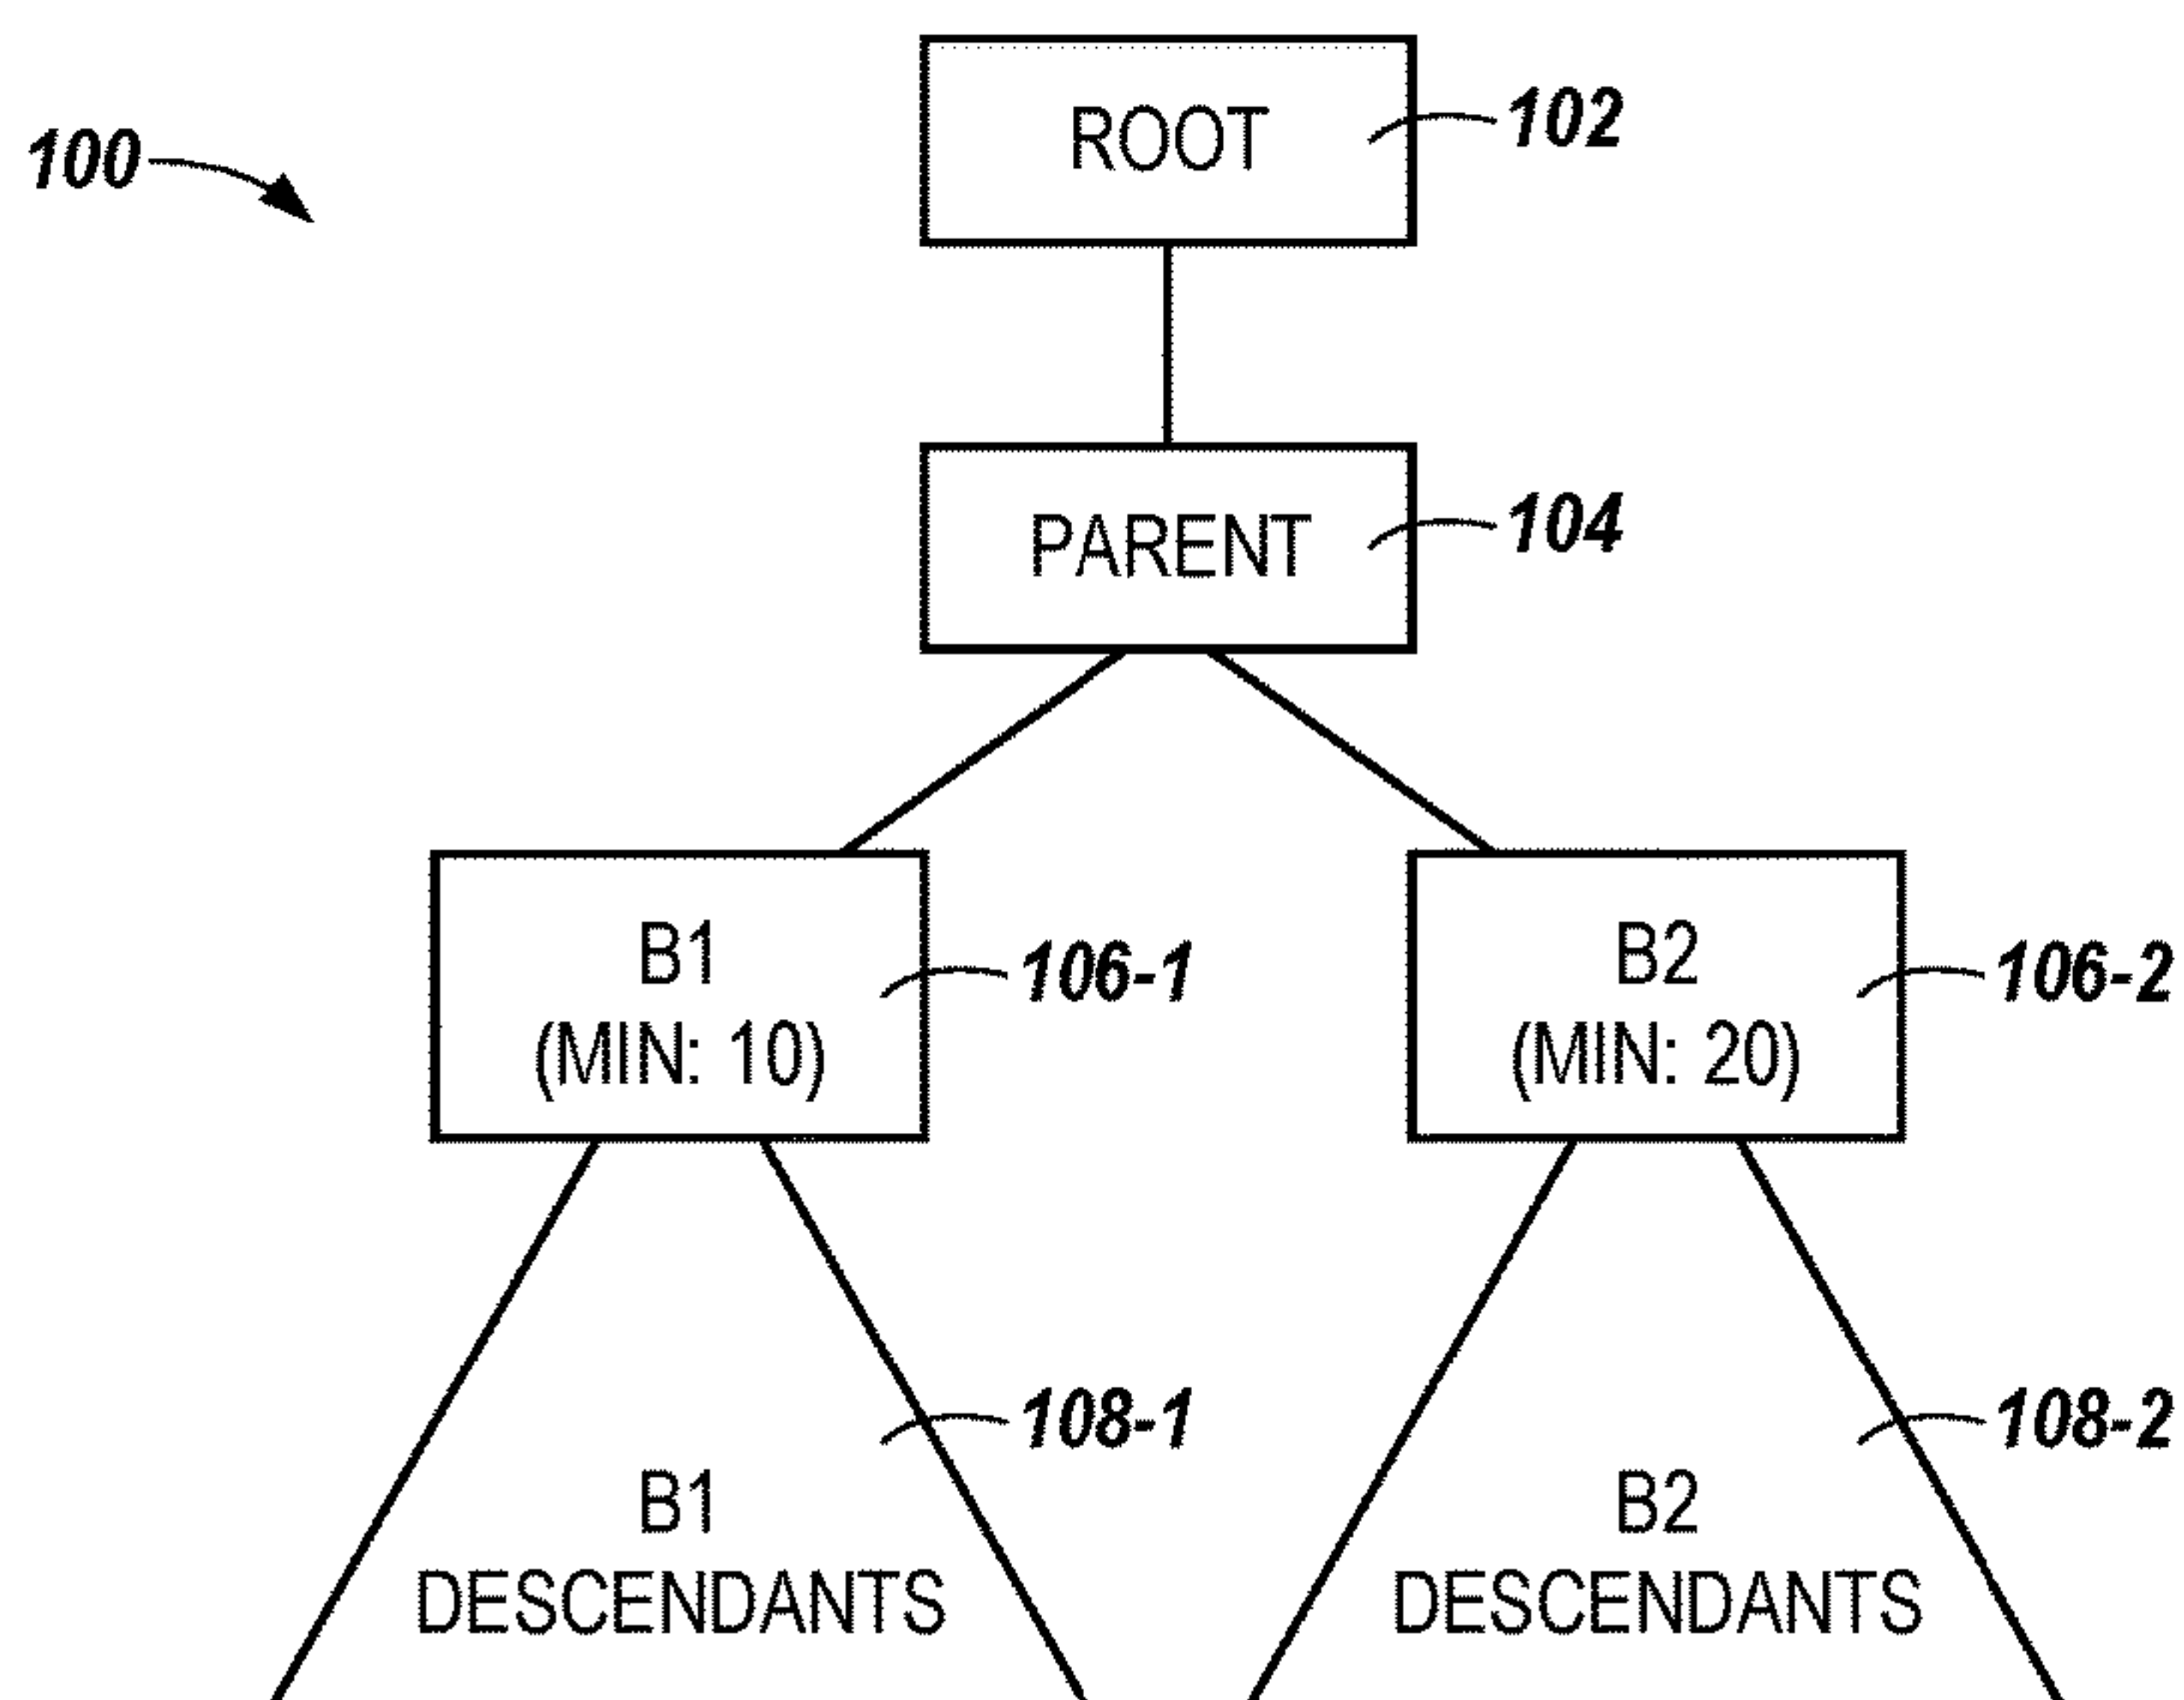 100
ROOT
102
PARENT
104
B1
(MIN: 10)
106-1
B2
(MIN: 20)
106-2
108-1
B1
DESCENDANTS
108-2
B2
DESCENDANTS